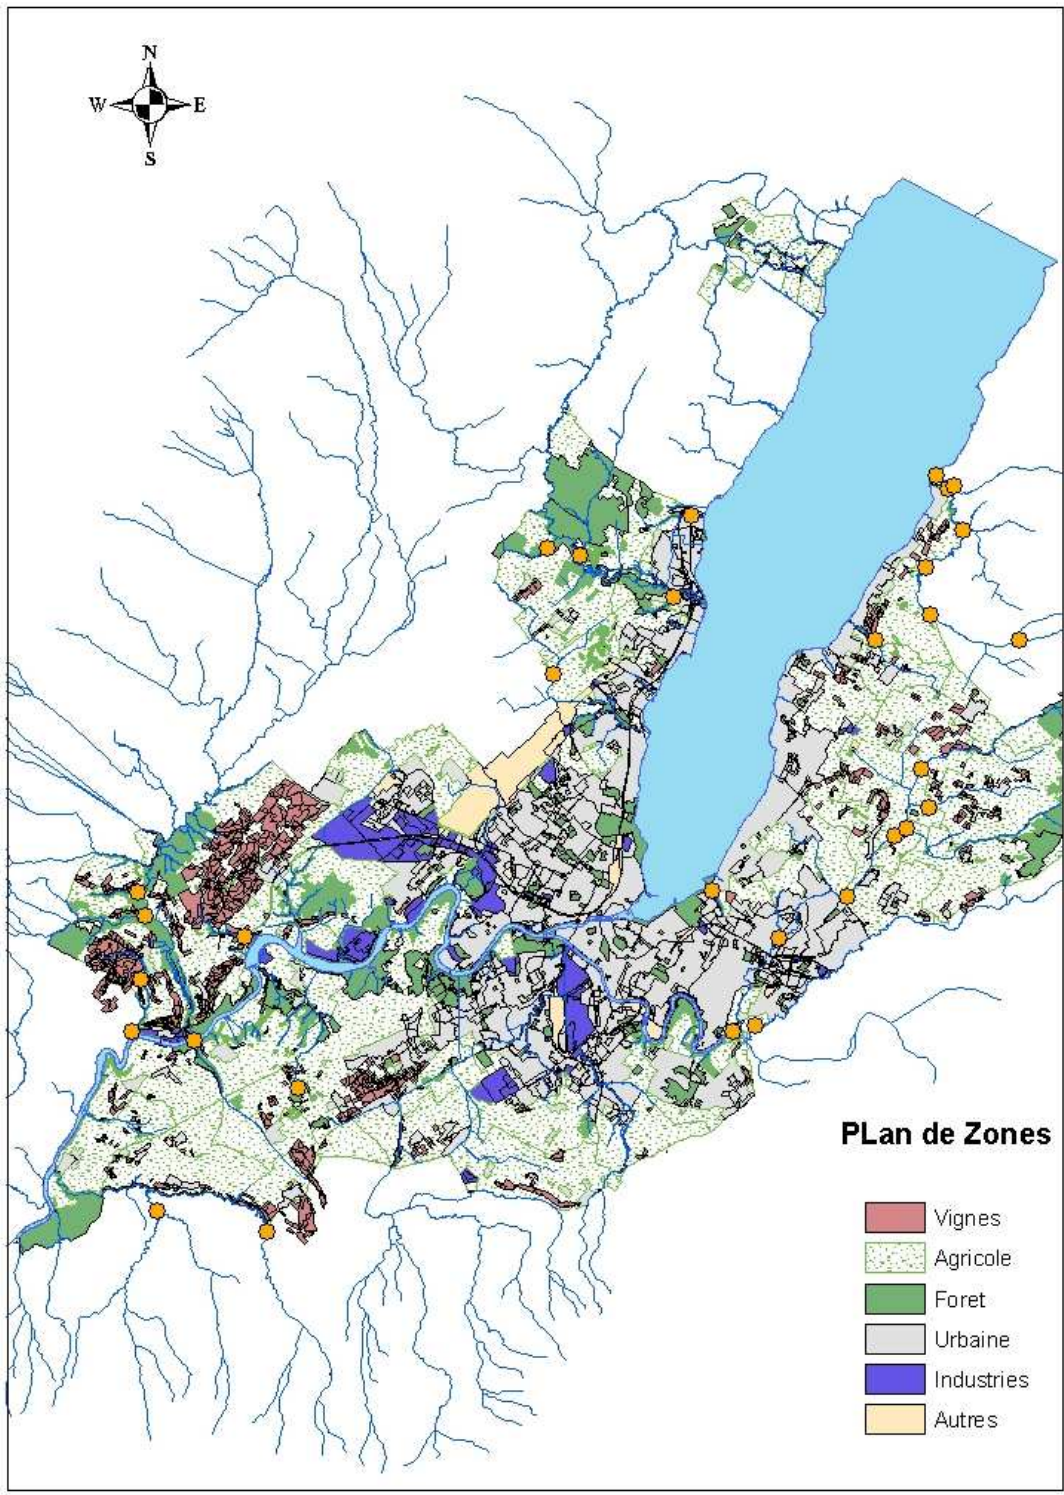 N
W E
S
PLan de Zones
Vignes
Agricole
Foret
Urbaine
Industries
Autres